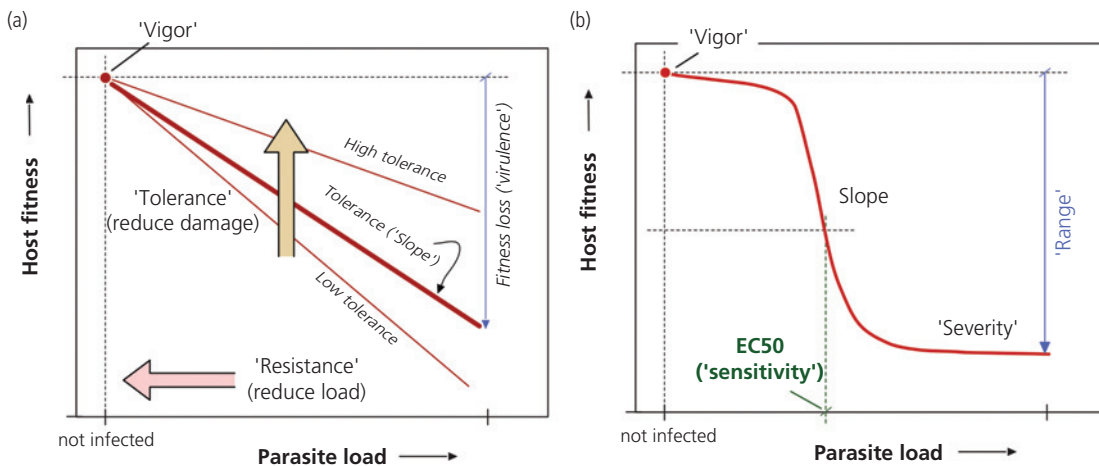 (a)
'Vigor'
Host fitness
High tolerance
'Tolerance'
(reduce damage)
Tolerance ('Slope')
Low tolerance
Fitness loss ('virulence')
'Resistance'
(reduce load)
not infected
Parasite load
(b)
'Vigor'
Host fitness
Slope
'Range'
'Severity'
EC50
('sensitivity')
not infected
Parasite load